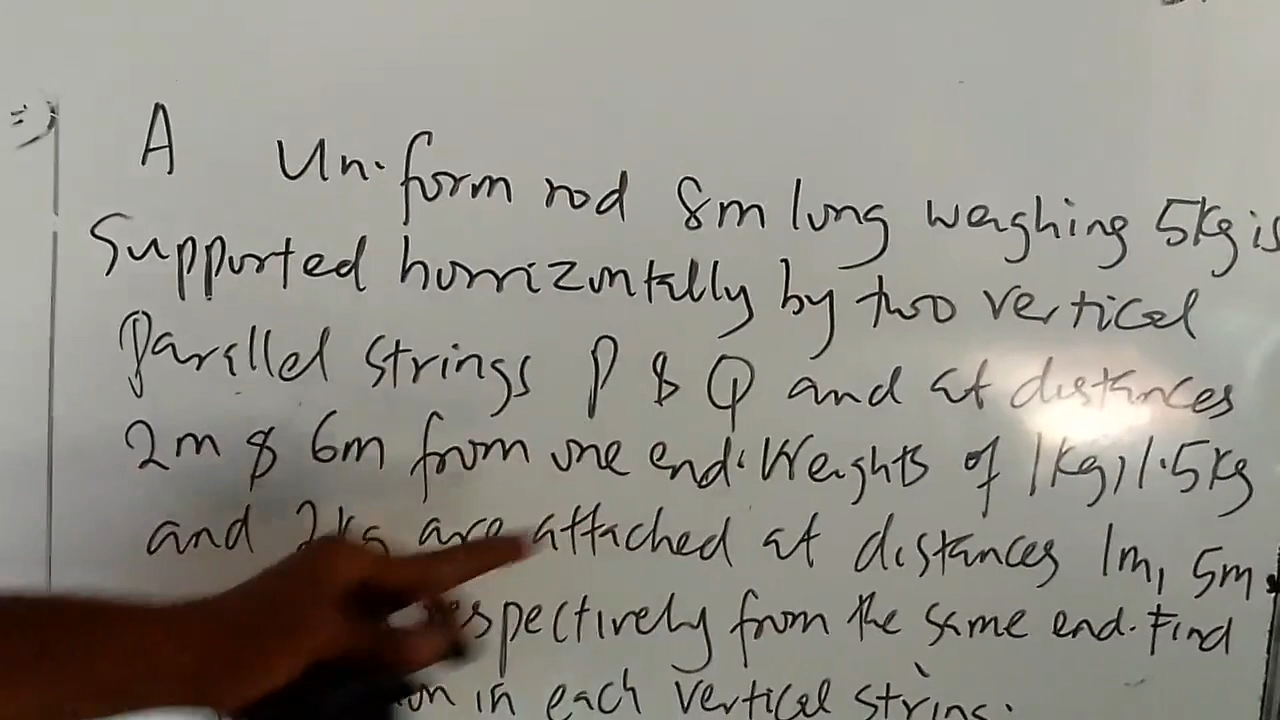 =) A Uniform rod 8m long weighing 5kg is
Supported horrizontally by two vertical
Parallel strings P & Q and at distances
2m & 6m from one end. Weights of 1kg, 1.5kg
and 2kg are attached at distances 1m, 5m
from the same end. Find
in each vertical string.